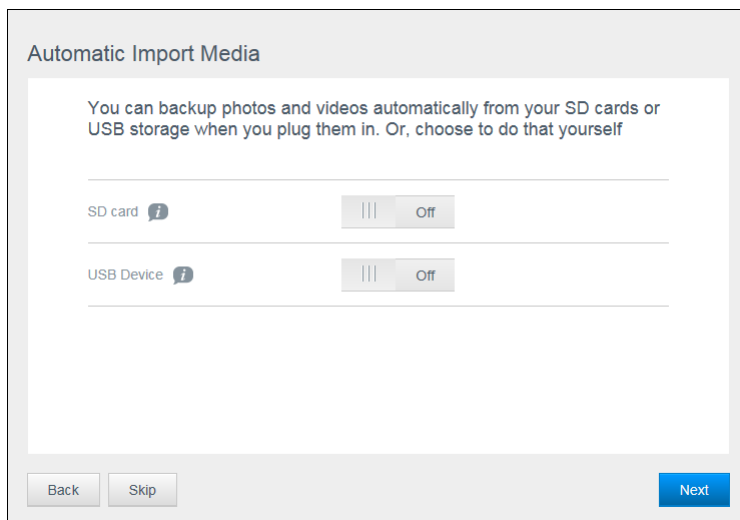 Automatic Import Media
You can backup photos and videos automatically from your SD cards or
USB storage when you plug them in. Or, choose to do that yourself
SD card i Off
USB Device i Off
Back Skip Next